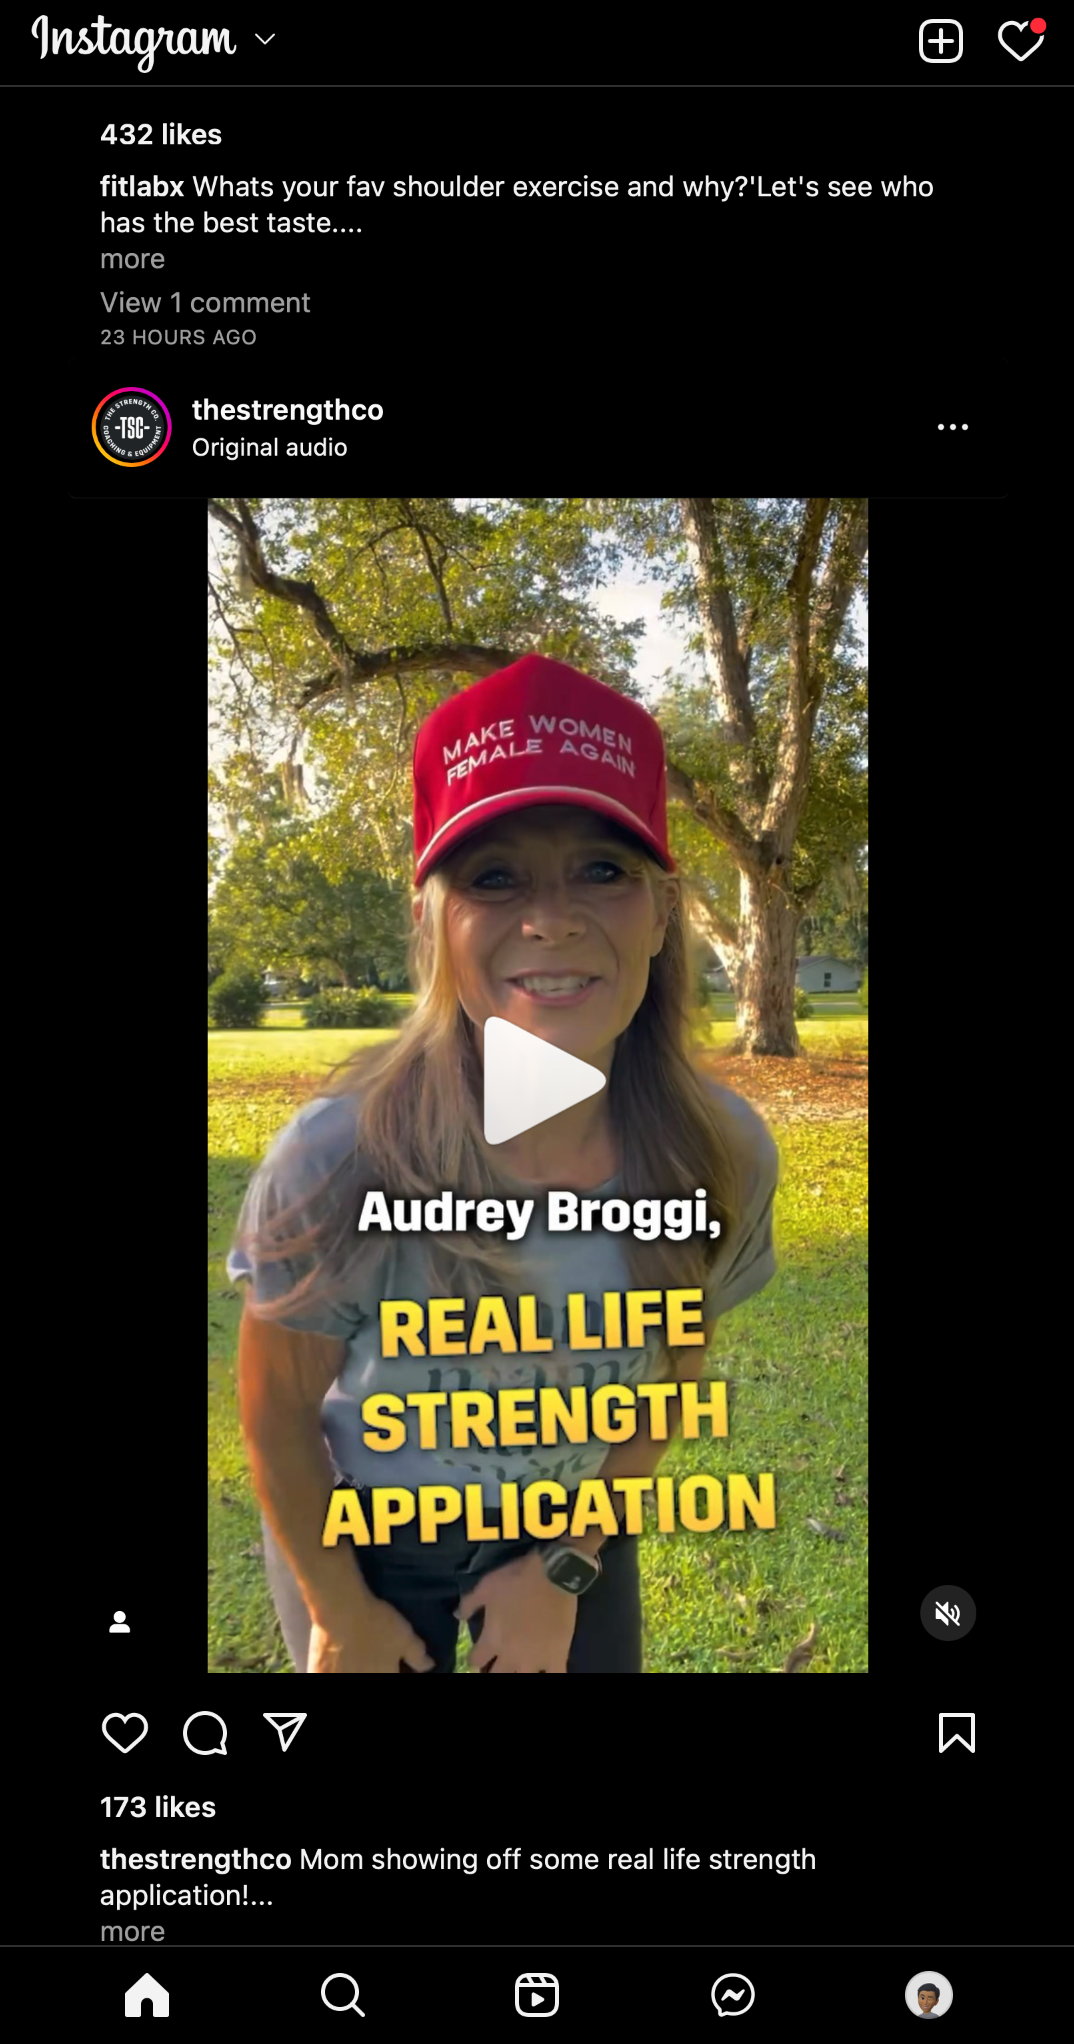 Instagram
432 likes
fitlabx Whats your fav shoulder exercise and why?'Let's see who
has the best taste....
more
View 1 comment
23 HOURS AGO
THE STRENGTH CO.
-TSC-
COACHING & EQUIPMENT
thestrengthco
Original audio
MAKE WOMEN
FEMALE AGAIN
Audrey Broggi,
REAL LIFE
STRENGTH
APPLICATION
173 likes
thestrengthco Mom showing off some real life strength
application!...
more